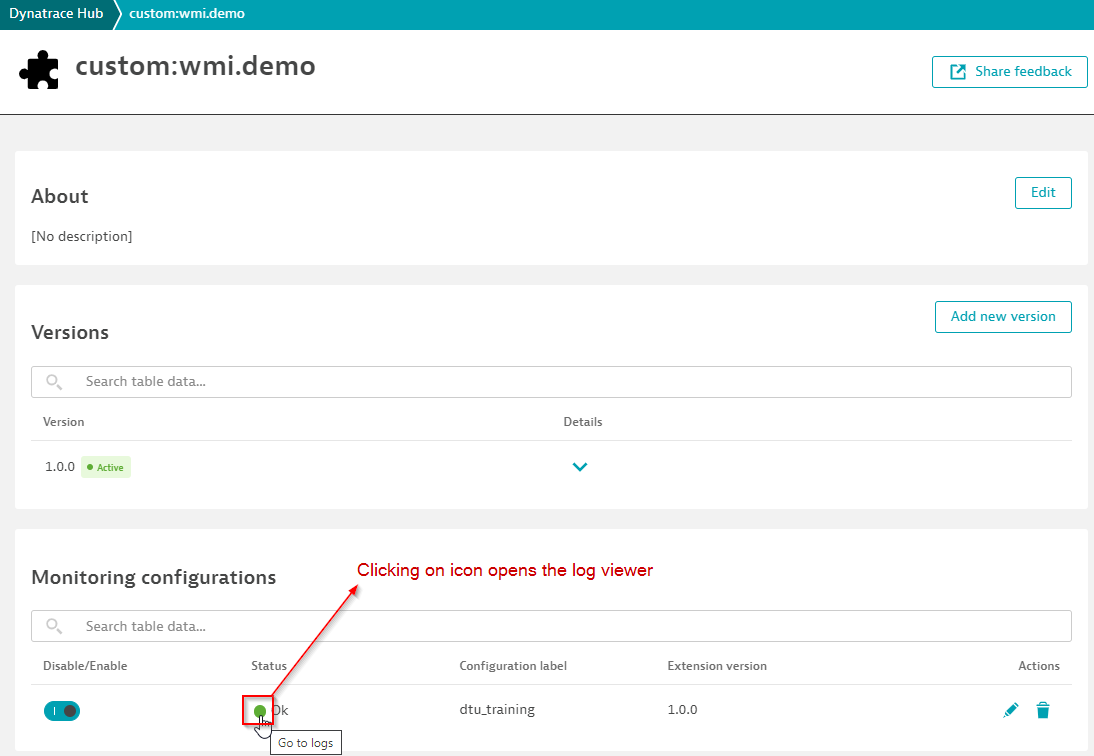 Dynatrace Hub custom:wmi.demo
custom:wmi.demo
Share feedback
About
Edit
[No description]
Versions
Add new version
Search table data...
Version Details
1.0.0 Active
Monitoring configurations
Clicking on icon opens the log viewer
Search table data...
Disable/Enable Status Configuration label Extension version Actions
Ok dtu_training 1.0.0
Go to logs